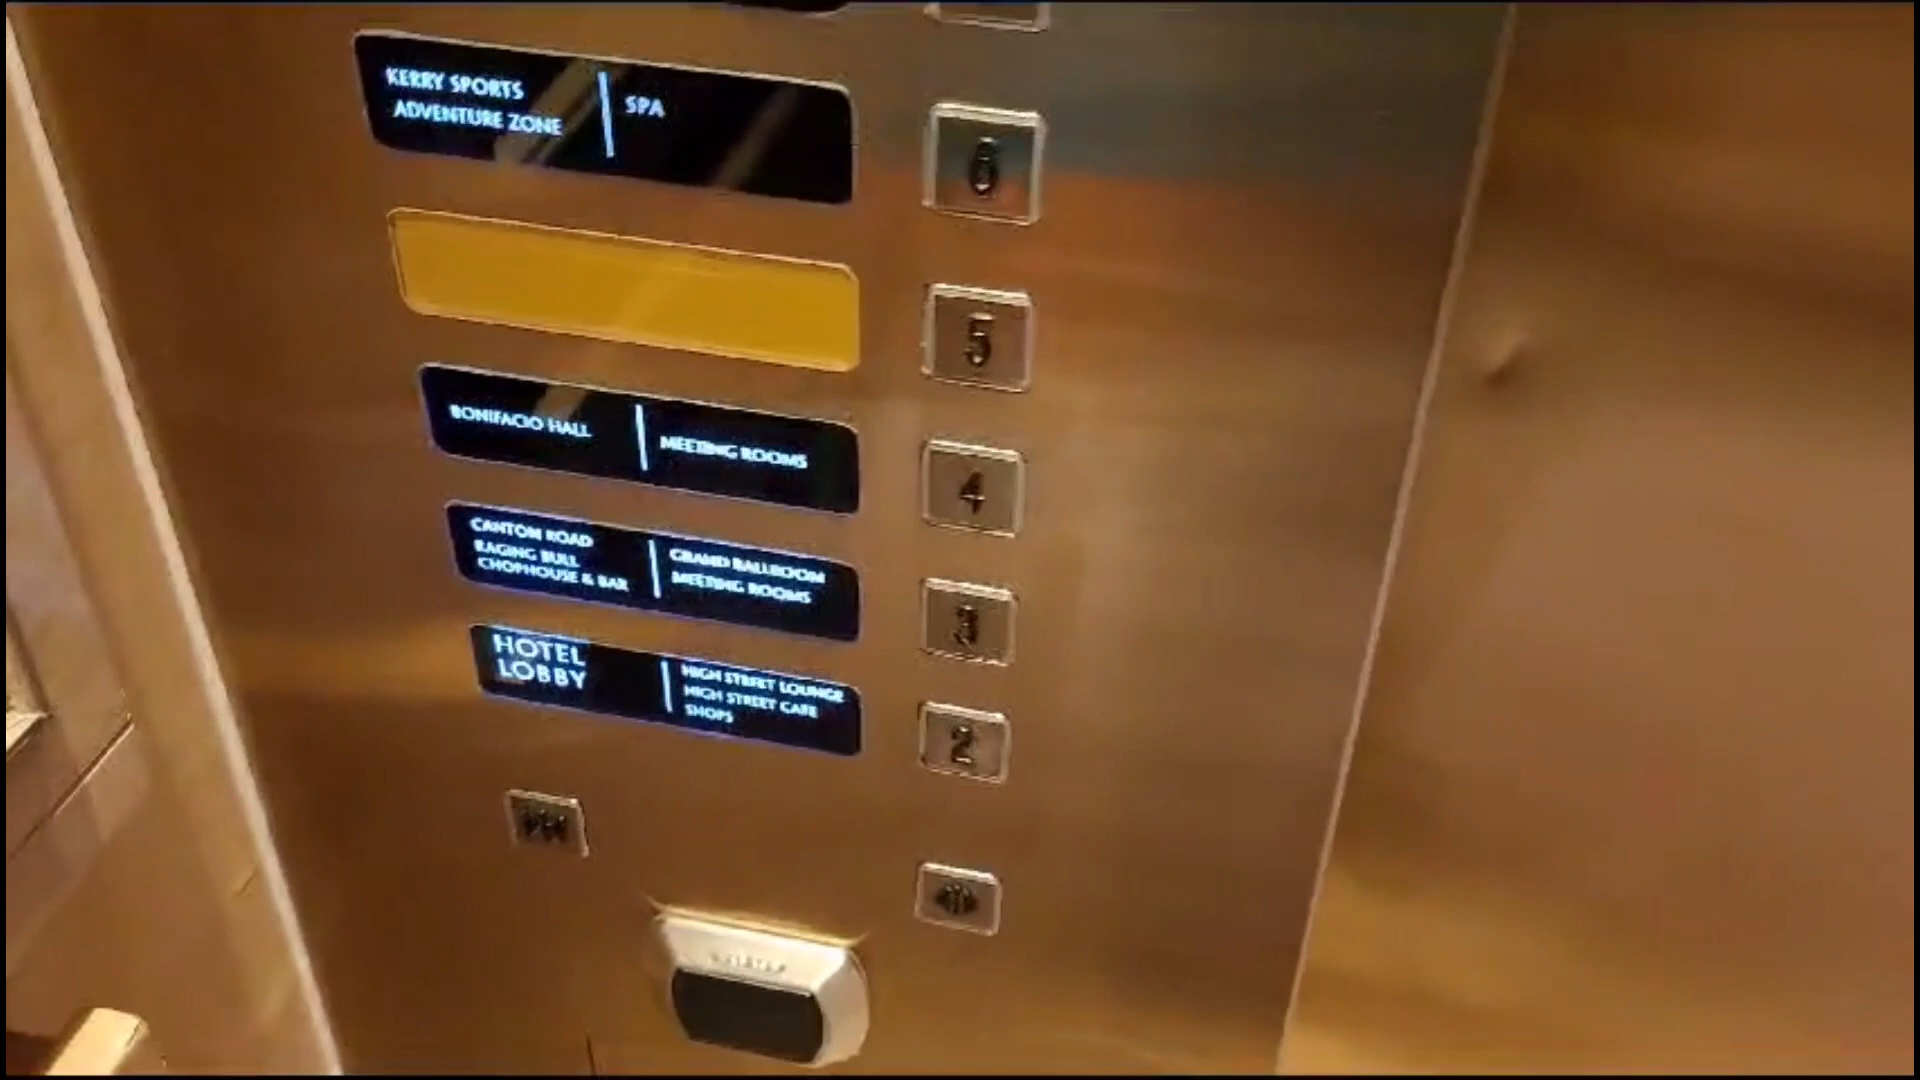 KERRY SPORTS
ADVENTURE ZONE
SPA
6
5
BONIFACIO HALL
MEETING ROOMS
4
CANTON ROAD
RAGING BULL
CHOPHOUSE & BAR
GRAND BALLROOM
MEETING ROOMS
3
HOTEL
LOBBY
HIGH STREET LOUNGE
HIGH STREET CAFE
SHOPS
2